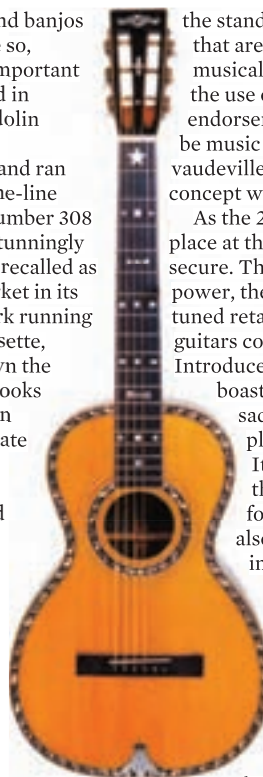 nd banjos
e so,
mportant
d in
dolin
and ran
ne-line
umber 308
tunningly
recalled as
ket in its
rk running
sette,
wn the
ooks
n
ate
d
the stand
that are
musical
the use o
endorser
be music
vaudeville
concept w
As the 2
place at th
secure. Th
power, the
tuned reta
guitars co
Introduce
boast
sad
pl
It
th
fo
also
in